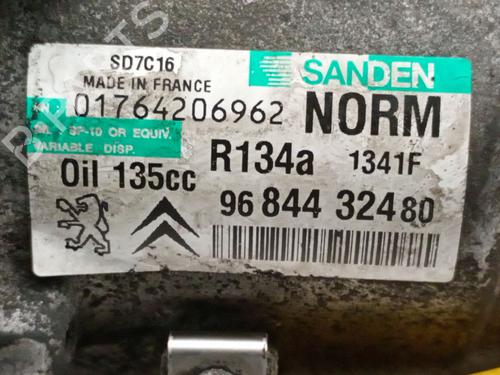 SD7C16
MADE IN FRANCE
SANDEN
01764206962
NORM
SP-10 OR EQUIV.
VARIABLE DISP.
R134a 1341F
Oil 135cc
96 844 324 80